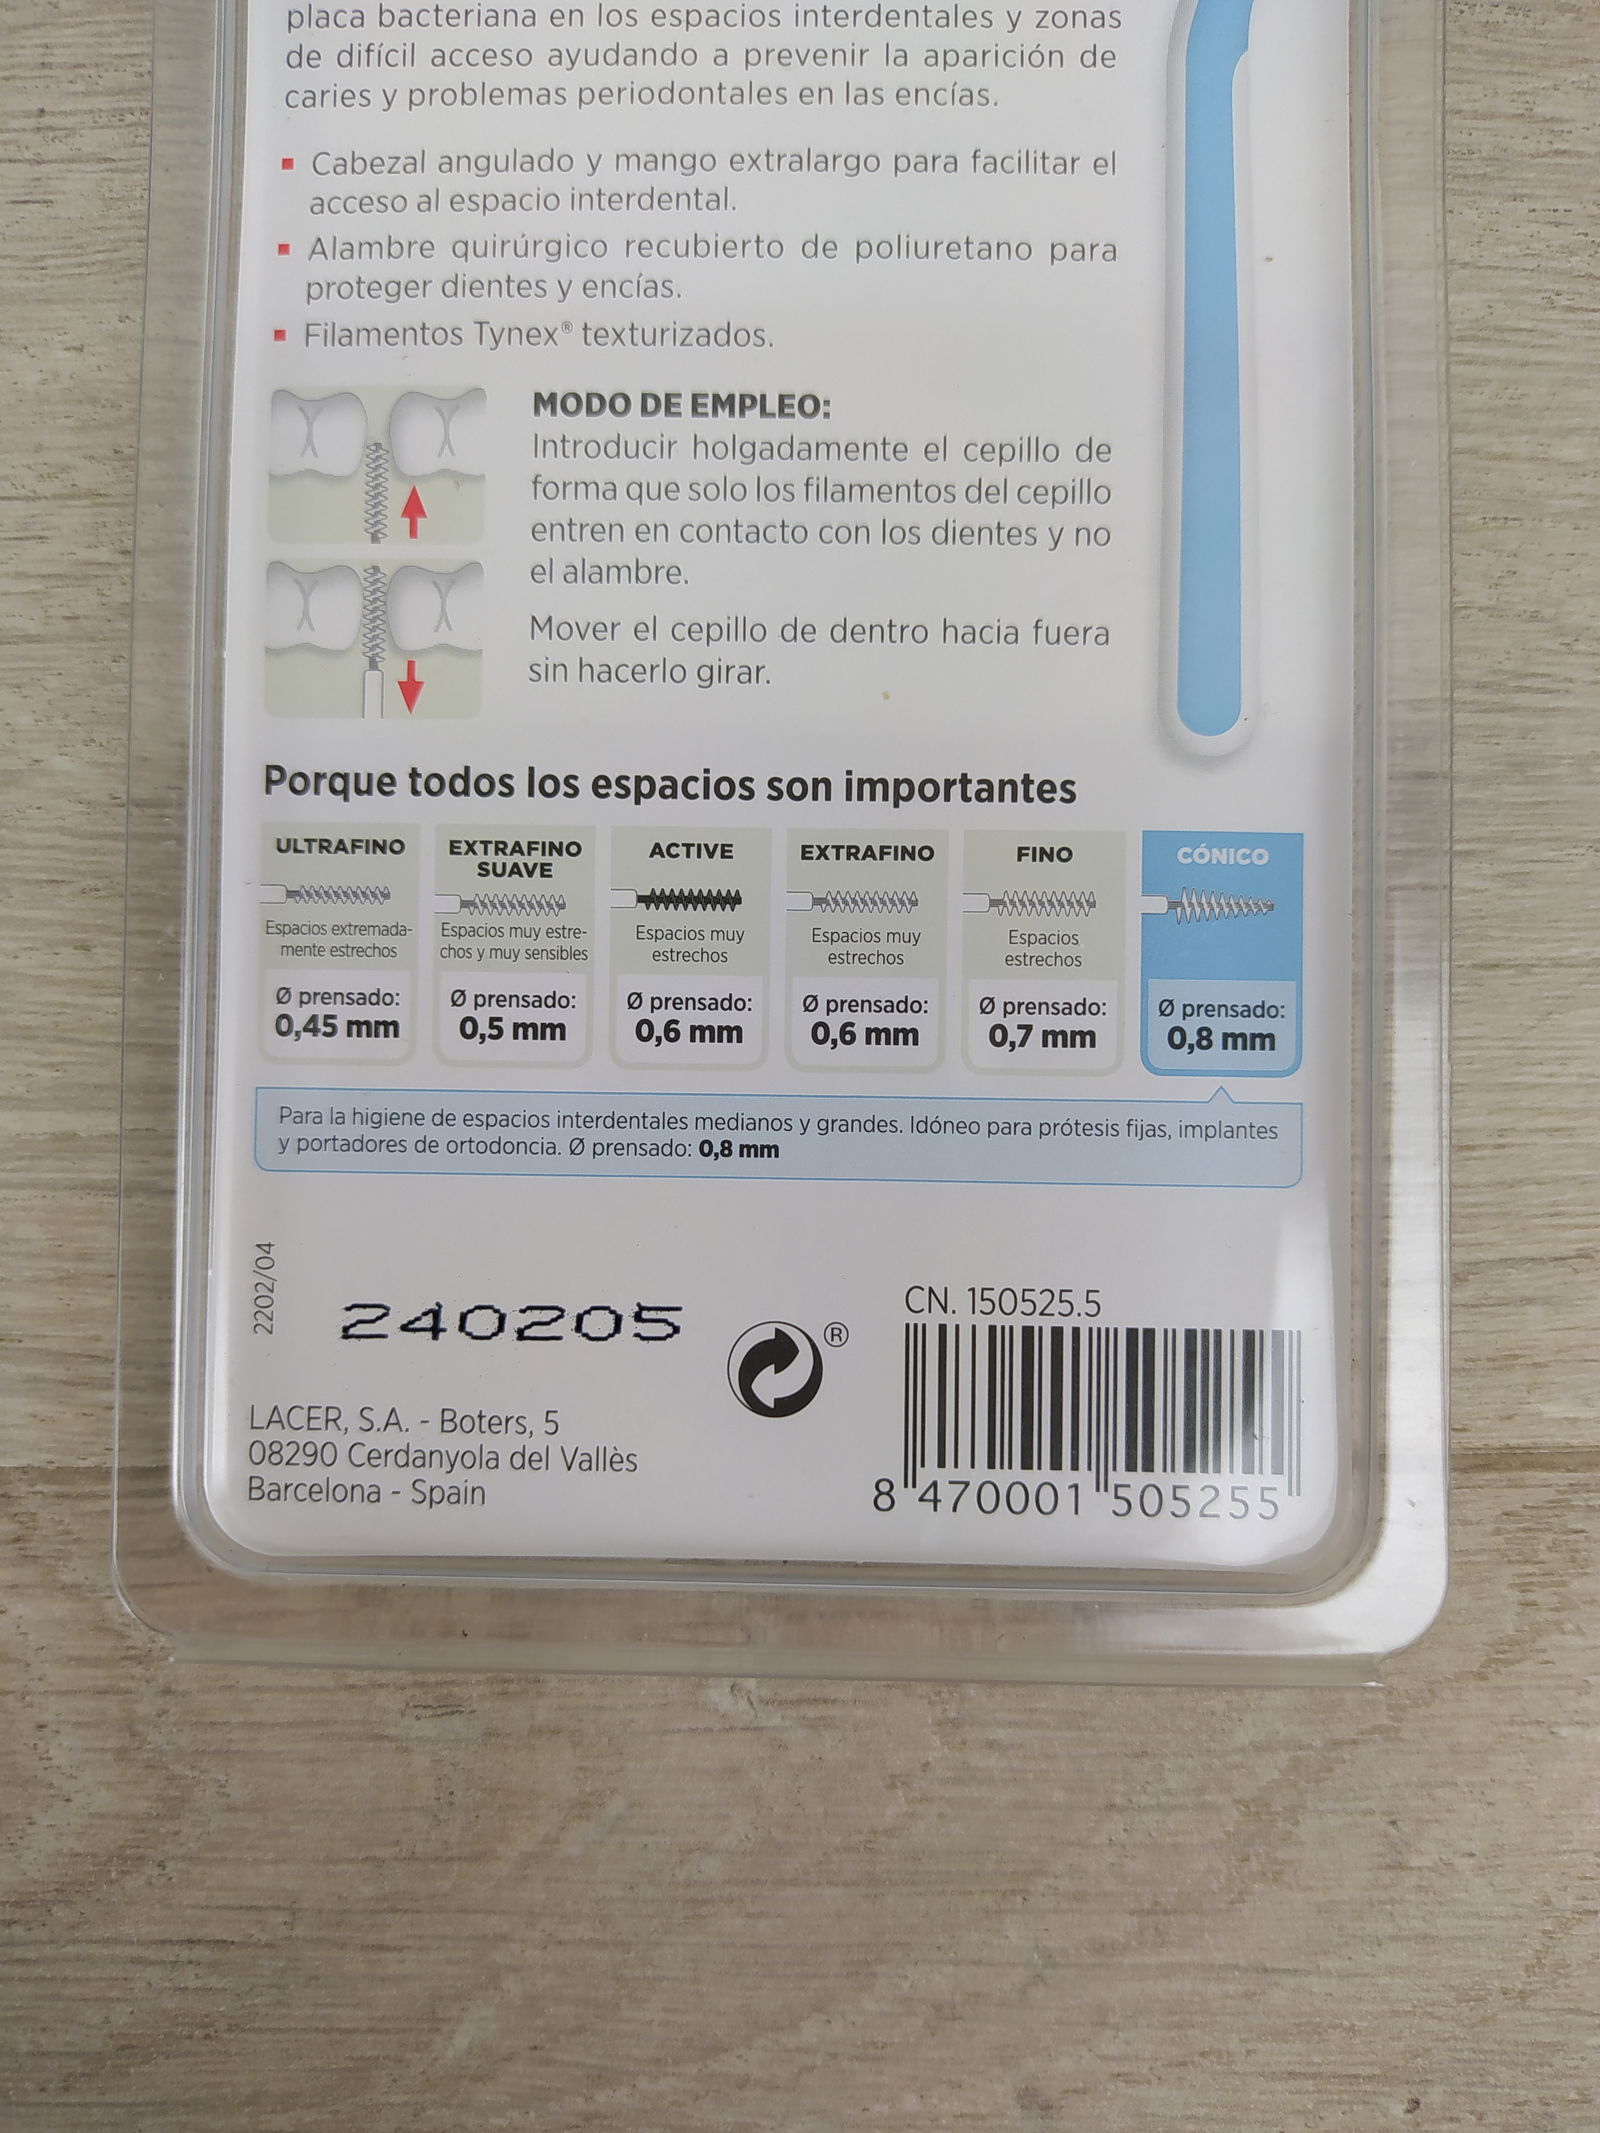 placa bacteriana en los espacios interdentales y zonas
de difícil acceso ayudando a prevenir la aparición de
caries y problemas periodontales en las encías.
▪ Cabezal angulado y mango extralargo para facilitar el
acceso al espacio interdental.
▪ Alambre quirúrgico recubierto de poliuretano para
proteger dientes y encías.
▪ Filamentos Tynex® texturizados.
MODO DE EMPLEO:
Introducir holgadamente el cepillo de
forma que solo los filamentos del cepillo
entren en contacto con los dientes y no
el alambre.
Mover el cepillo de dentro hacia fuera
sin hacerlo girar.
Porque todos los espacios son importantes
ULTRAFINO
Espacios extremada-
mente estrechos
Ø prensado:
0,45 mm
EXTRAFINO
SUAVE
Espacios muy estre-
chos y muy sensibles
Ø prensado:
0,5 mm
ACTIVE
Espacios muy
estrechos
Ø prensado:
0,6 mm
EXTRAFINO
Espacios muy
estrechos
Ø prensado:
0,6 mm
FINO
Espacios
estrechos
Ø prensado:
0,7 mm
CÓNICO
Ø prensado:
0,8 mm
Para la higiene de espacios interdentales medianos y grandes. Idóneo para prótesis fijas, implantes
y portadores de ortodoncia. Ø prensado: 0,8 mm
2202/04
240205
®
CN. 150525.5
LACER, S.A. - Boters, 5
08290 Cerdanyola del Vallès
Barcelona - Spain
8 470001 505255